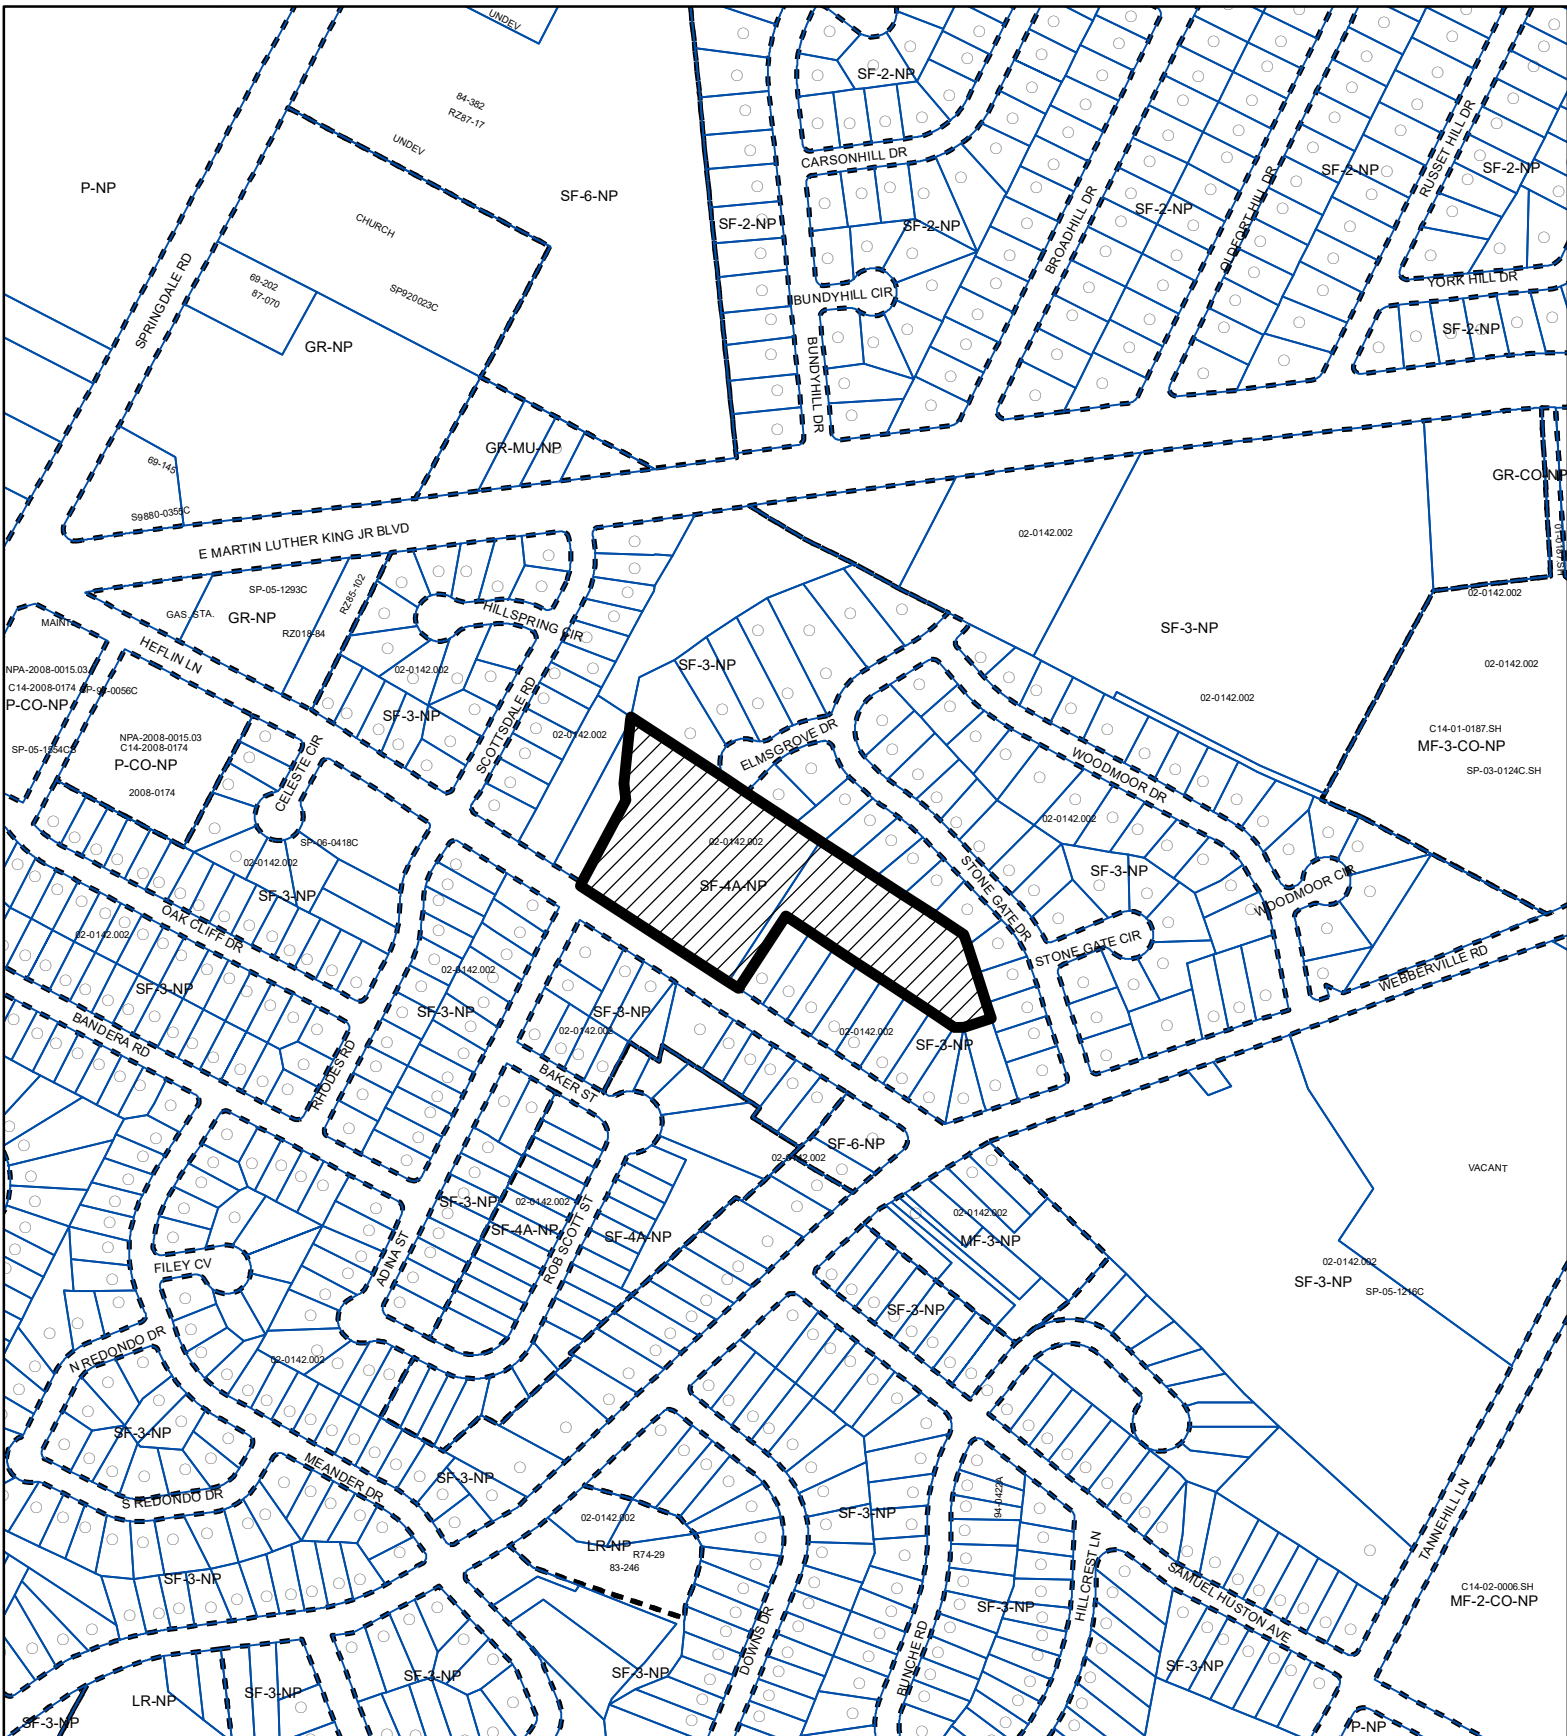 UNDEV
SF-2-NP
84-382
RZ87-17
UNDEV
CARSONHILL DR
P-NP
SF-6-NP
SF-2-NP
SF-2-NP
RUSSET HILL DR
CHURCH
SF-2-NP
SF-2-NP
SF-2-NP
BROADHILL DR
OLDFORT HILL DR
SPRINGDALE RD
69-202
87-070
SP920023C
BUNDYHILL CIR
YORK HILL DR
GR-NP
SF-2-NP
BUNDYHILL DR
GR-MU-NP
69-145
GR-CO-NP
S9880-0355C
E MARTIN LUTHER KING JR BLVD
02-0142.002
SP-05-1293C
RZ85-102
02-0142.002
GAS. STA.
GR-NP
HILLSPRING CIR
MAINT
RZ018-84
SF-3-NP
HEFLIN LN
NPA-2008-0015.03
02-0142.002
SF-3-NP
02-0142.002
C14-2008-0174
P-CO-NP
SF-3-NP
SCOTTSDALE RD
02-0142.002
NPA-2008-0015.03
C14-2008-0174
P-CO-NP
02-0142.002
ELMSGROVE DR
C14-01-0187.SH
MF-3-CO-NP
SP-03-0124C.SH
WOODMOOR DR
CELESTE CIR
2008-0174
02-0142.002
SP-06-0418C
02-0142.002
02-0142.002
SF-3-NP
SF-4A-NP
STONE GATE DR
SF-3-NP
WOODMOOR CIR
OAK CLIFF DR
02-0142.002
STONE GATE CIR
WEBBERVILLE RD
02-0142.002
SF-3-NP
SF-3-NP
SF-3-NP
02-0142.002
02-0142.002
SF-3-NP
BANDERA RD
RHODES RD
BAKER ST
SF-6-NP
02-0142.002
VACANT
SF-3-NP
02-0142.002
SF-4A-NP
SF-4A-NP
02-0142.002
MF-3-NP
ADINA ST
ROB SCOTT ST
FILEY CV
02-0142.002
SF-3-NP
SP-05-1216C
SF-3-NP
N REDONDO DR
02-0142.002
SF-3-NP
MEANDER DR
SF-3-NP
S REDONDO DR
94-0422A
SF-3-NP
02-0142.002
LR-NP
R74-29
83-246
TANNEHILL LN
HILLCREST LN
SF-3-NP
SAMUEL HUSTON AVE
C14-02-0006.SH
MF-2-CO-NP
SF-3-NP
DOWNS DR
BUNCHE RD
SF-3-NP
SF-3-NP
SF-3-NP
SF-3-NP
LR-NP
SF-3-NP
P-NP